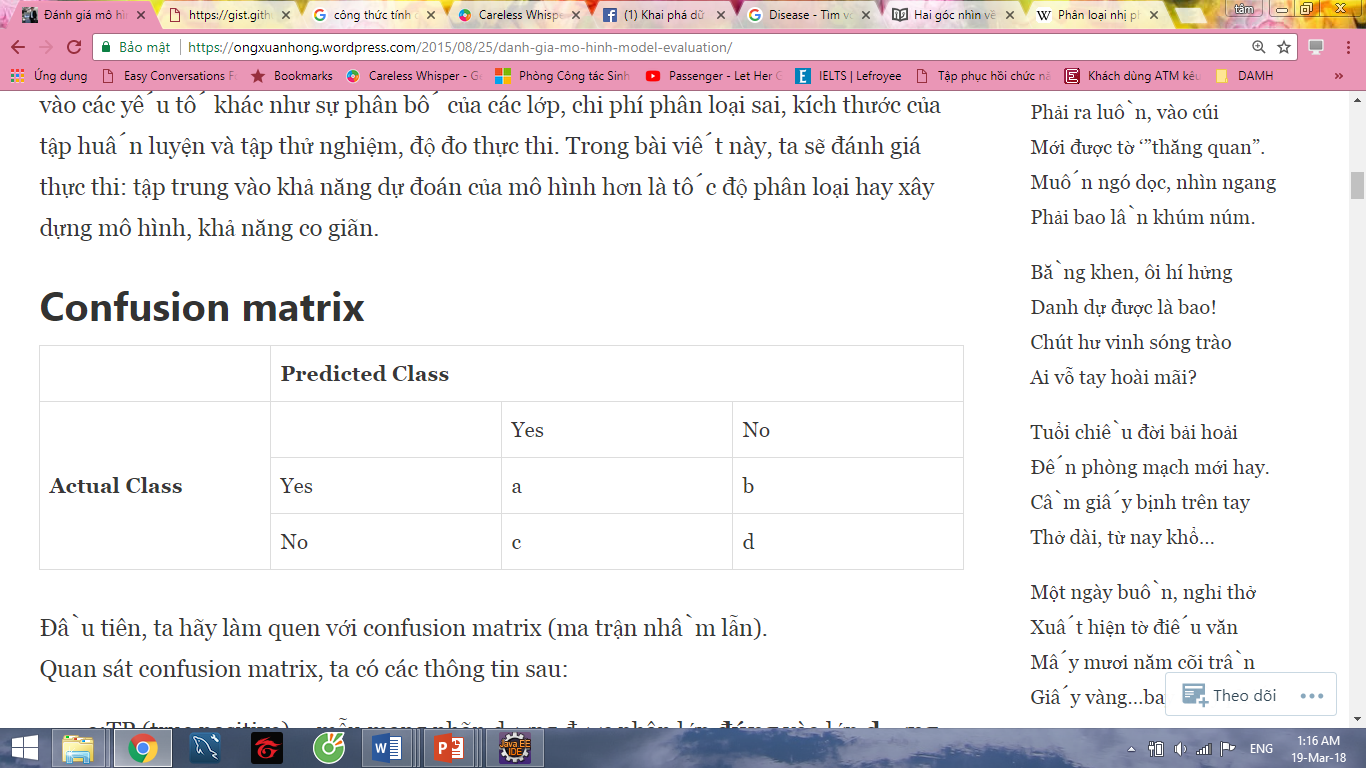 Đánh giá mô hì
https://gist.gith
công thức tính
Careless Whispe
(1) Khai phá dữ
Disease - Tìm v
Hai góc nhìn về
Phân loại nhị ph
tâm
Bảo mật
https://ongxuanhong.wordpress.com/2015/08/25/danh-gia-mo-hinh-model-evaluation/
Ứng dụng
Easy Conversations F
Bookmarks
Careless Whisper - G
Phòng Công tác Sinh
Passenger - Let Her G
IELTS | Lefroyee
Tập phục hồi chức nă
Khách dùng ATM kêu
DAMH
»
vào các yếu tố khác như sự phân bố của các lớp, chi phí phân loại sai, kích thước của
tập huấn luyện và tập thử nghiệm, độ đo thực thi. Trong bài viết này, ta sẽ đánh giá
thực thi: tập trung vào khả năng dự đoán của mô hình hơn là tốc độ phân loại hay xây
dựng mô hình, khả năng co giãn.
Confusion matrix
Predicted Class
Yes No
Actual Class
Yes a b
No c d
Đầu tiên, ta hãy làm quen với confusion matrix (ma trận nhầm lẫn).
Quan sát confusion matrix, ta có các thông tin sau:
Phải ra luồn, vào cúi
Mới được tờ ‘”thăng quan”.
Muốn ngó dọc, nhìn ngang
Phải bao lần khúm núm.
Bằng khen, ôi hí hửng
Danh dự được là bao!
Chút hư vinh sóng trào
Ai vỗ tay hoài mãi?
Tuổi chiều đời bải hoải
Đến phòng mạch mới hay.
Cầm giấy bịnh trên tay
Thở dài, từ nay khổ…
Một ngày buồn, nghỉ thở
Xuất hiện tờ điếu văn
Mấy mươi năm cõi trần
Giấy vàng…ba
Theo dõi
Java EE
IDE
ENG
1:16 AM
19-Mar-18